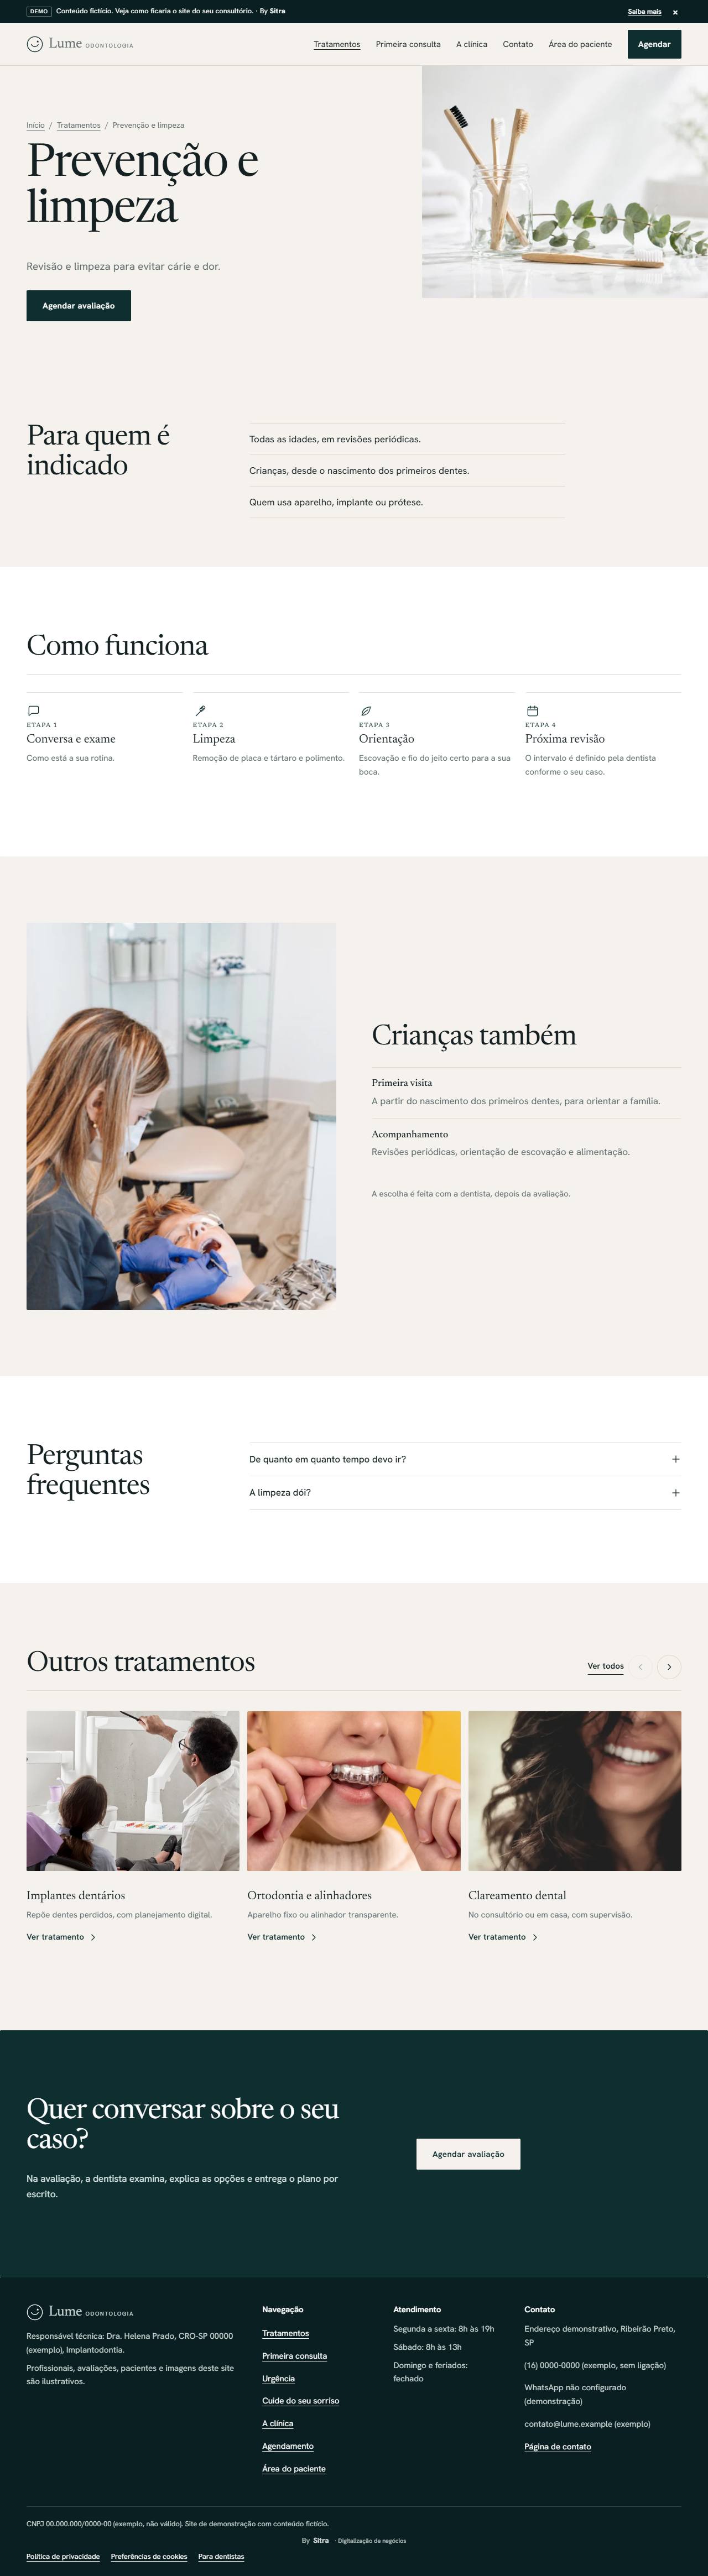 DEMO Conteúdo fictício. Veja como ficaria o site do seu consultório. · By Sitra
Saiba mais ×
Lume ODONTOLOGIA
Tratamentos Primeira consulta A clínica Contato Área do paciente Agendar
Início / Tratamentos / Prevenção e limpeza
Prevenção e
limpeza
Revisão e limpeza para evitar cárie e dor.
Agendar avaliação
Para quem é
indicado
Todas as idades, em revisões periódicas.
Crianças, desde o nascimento dos primeiros dentes.
Quem usa aparelho, implante ou prótese.
Como funciona
ETAPA 1
Conversa e exame
Como está a sua rotina.
ETAPA 2
Limpeza
Remoção de placa e tártaro e polimento.
ETAPA 3
Orientação
Escovação e fio do jeito certo para a sua
boca.
ETAPA 4
Próxima revisão
O intervalo é definido pela dentista
conforme o seu caso.
Crianças também
Primeira visita
A partir do nascimento dos primeiros dentes, para orientar a família.
Acompanhamento
Revisões periódicas, orientação de escovação e alimentação.
A escolha é feita com a dentista, depois da avaliação.
Perguntas
frequentes
De quanto em quanto tempo devo ir?
A limpeza dói?
Outros tratamentos
Ver todos
Implantes dentários
Repõe dentes perdidos, com planejamento digital.
Ver tratamento
Ortodontia e alinhadores
Aparelho fixo ou alinhador transparente.
Ver tratamento
Clareamento dental
No consultório ou em casa, com supervisão.
Ver tratamento
Quer conversar sobre o seu
caso?
Na avaliação, a dentista examina, explica as opções e entrega o plano por
escrito.
Agendar avaliação
Lume ODONTOLOGIA
Responsável técnica: Dra. Helena Prado, CRO-SP 00000
(exemplo), Implantodontia.
Profissionais, avaliações, pacientes e imagens deste site
são ilustrativos.
Navegação
Tratamentos
Primeira consulta
Urgência
Cuide do seu sorriso
A clínica
Agendamento
Área do paciente
Atendimento
Segunda a sexta: 8h às 19h
Sábado: 8h às 13h
Domingo e feriados:
fechado
Contato
Endereço demonstrativo, Ribeirão Preto,
SP
(16) 0000-0000 (exemplo, sem ligação)
WhatsApp não configurado
(demonstração)
contato@lume.example (exemplo)
Página de contato
CNPJ 00.000.000/0000-00 (exemplo, não válido). Site de demonstração com conteúdo fictício.
By Sitra · Digitalização de negócios
Política de privacidade Preferências de cookies Para dentistas